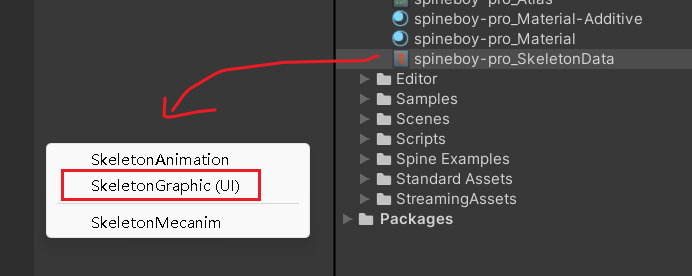 spineboy-pro_Atlas
spineboy-pro_Material-Additive
spineboy-pro_Material
spineboy-pro_SkeletonData
Editor
Samples
Scenes
Scripts
Spine Examples
Standard Assets
StreamingAssets
Packages
SkeletonAnimation
SkeletonGraphic (UI)
SkeletonMecanim